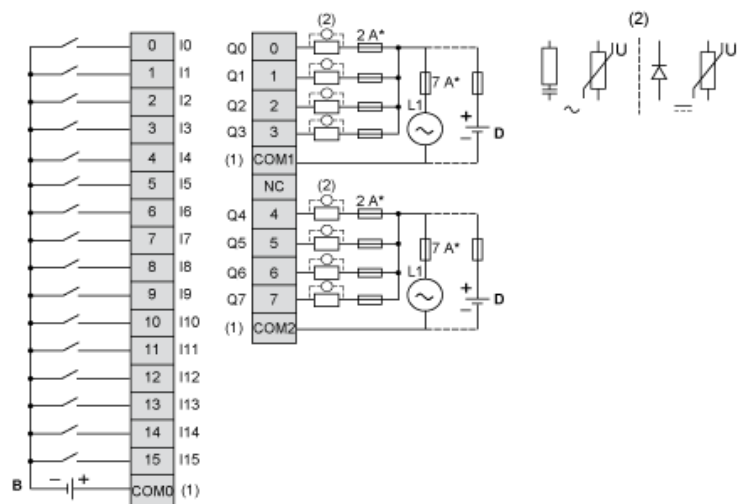 0 I0
1 I1
2 I2
3 I3
4 I4
5 I5
6 I6
7 I7
8 I8
9 I9
10 I10
11 I11
12 I12
13 I13
14 I14
15 I15
B - + COM0 (1)
(2)
Q0 0 2 A*
Q1 1
Q2 2 7 A*
Q3 3 L1
+ - D
(1) COM1
NC
(2)
Q4 4 2 A*
Q5 5 7 A*
Q6 6 L1
Q7 7
+ - D
(1) COM2
(2)
U U